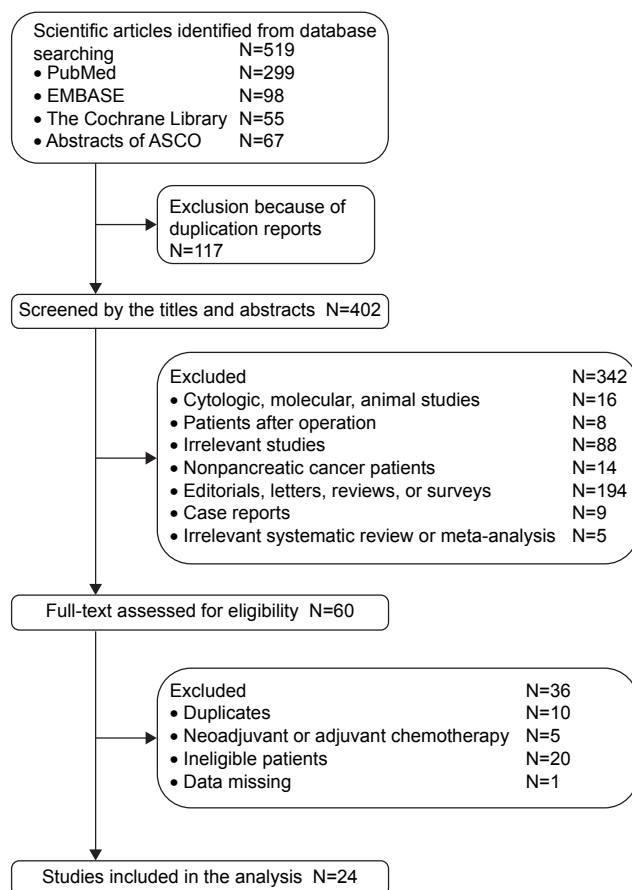 Scientific articles identified from database
searching N=519
• PubMed N=299
• EMBASE N=98
• The Cochrane Library N=55
• Abstracts of ASCO N=67
Exclusion because of
duplication reports
N=117
Screened by the titles and abstracts N=402
Excluded N=342
• Cytologic, molecular, animal studies N=16
• Patients after operation N=8
• Irrelevant studies N=88
• Nonpancreatic cancer patients N=14
• Editorials, letters, reviews, or surveys N=194
• Case reports N=9
• Irrelevant systematic review or meta-analysis N=5
Full-text assessed for eligibility N=60
Excluded N=36
• Duplicates N=10
• Neoadjuvant or adjuvant chemotherapy N=5
• Ineligible patients N=20
• Data missing N=1
Studies included in the analysis N=24